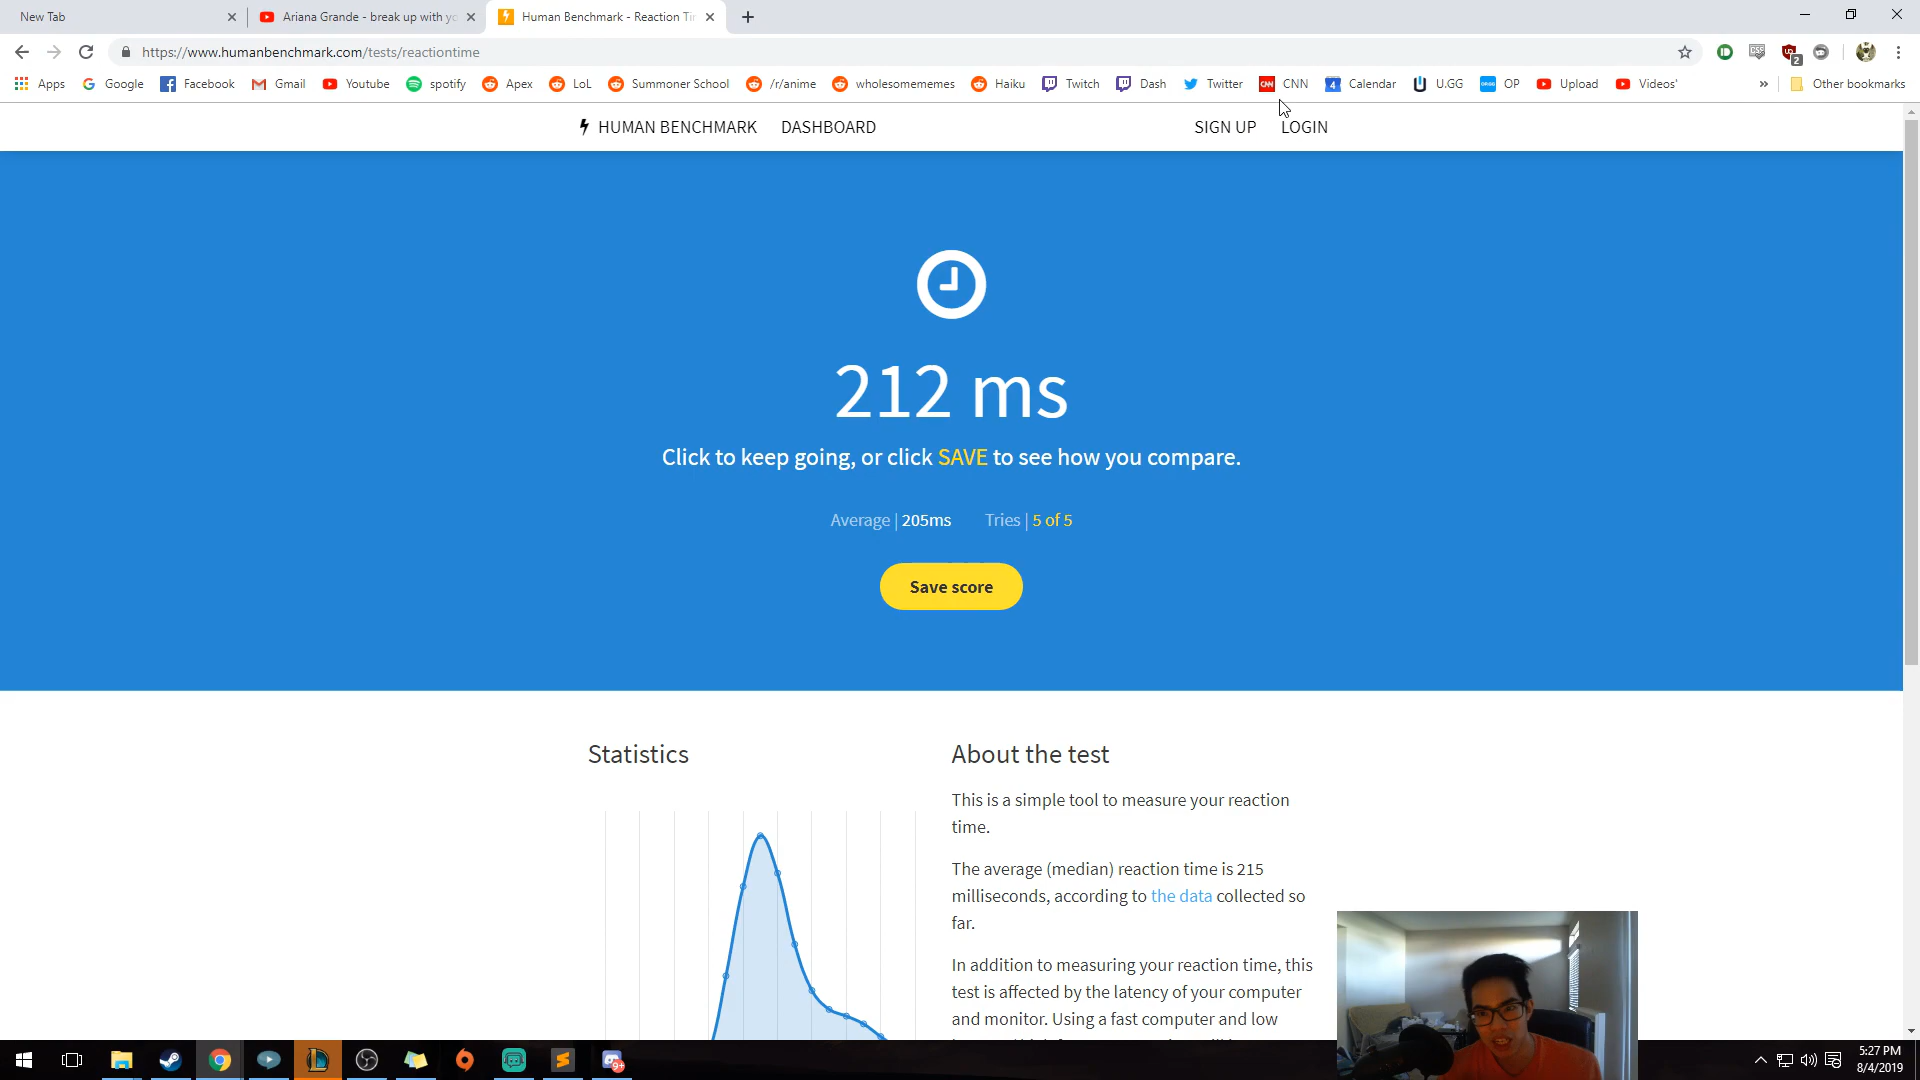 New Tab
Ariana Grande - break up with yo
Human Benchmark - Reaction Tir
https://www.humanbenchmark.com/tests/reactiontime
Apps
Google
Facebook
Gmail
Youtube
spotify
Apex
LoL
Summoner School
/r/anime
wholesomememes
Haiku
Twitch
Dash
Twitter
CNN
Calendar
U.GG
OP
Upload
Videos'
Other bookmarks
HUMAN BENCHMARK
DASHBOARD
SIGN UP
LOGIN
212 ms
Click to keep going, or click SAVE to see how you compare.
Average | 205ms
Tries | 5 of 5
Save score
Statistics
About the test
This is a simple tool to measure your reaction
time.
The average (median) reaction time is 215
milliseconds, according to the data collected so
far.
In addition to measuring your reaction time, this
test is affected by the latency of your computer
and monitor. Using a fast computer and low
5:27 PM
8/4/2019